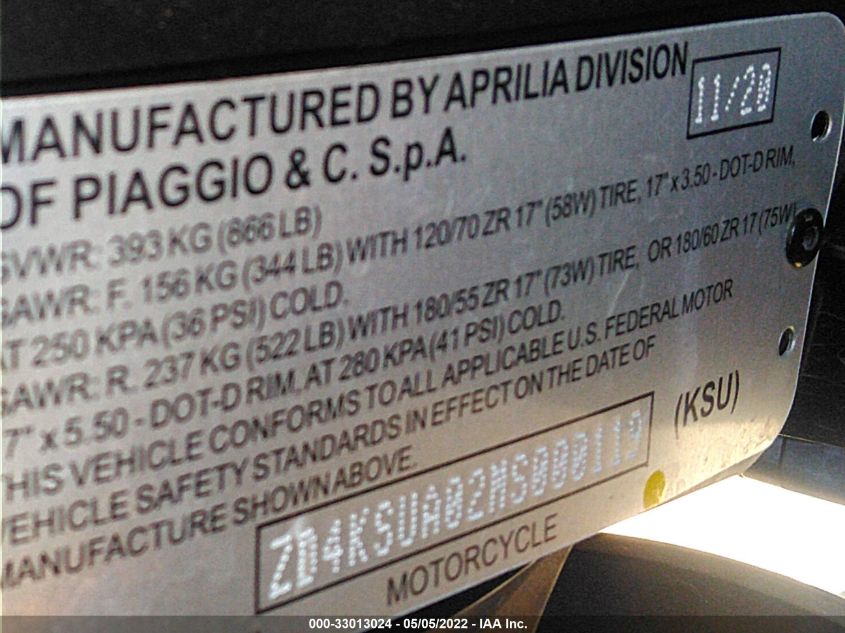 MANUFACTURED BY APRILIA DIVISION 11/20
OF PIAGGIO & C. S.p.A.
GVWR: 393 KG (866 LB)
GAWR: F. 156 KG (344 LB) WITH 120/70 ZR 17" (58W) TIRE, 17" x 3.50 - DOT-D RIM,
AT 250 KPA (36 PSI) COLD.
GAWR: R. 237 KG (522 LB) WITH 180/55 ZR 17" (73W) TIRE, OR 180/60 ZR 17 (75W)
17" x 5.50 - DOT-D RIM, AT 280 KPA (41 PSI) COLD.
THIS VEHICLE CONFORMS TO ALL APPLICABLE U.S. FEDERAL MOTOR
VEHICLE SAFETY STANDARDS IN EFFECT ON THE DATE OF
MANUFACTURE SHOWN ABOVE.
(KSU)
ZD4KSUA02MS000119
MOTORCYCLE
000-33013024 - 05/05/2022 - IAA Inc.